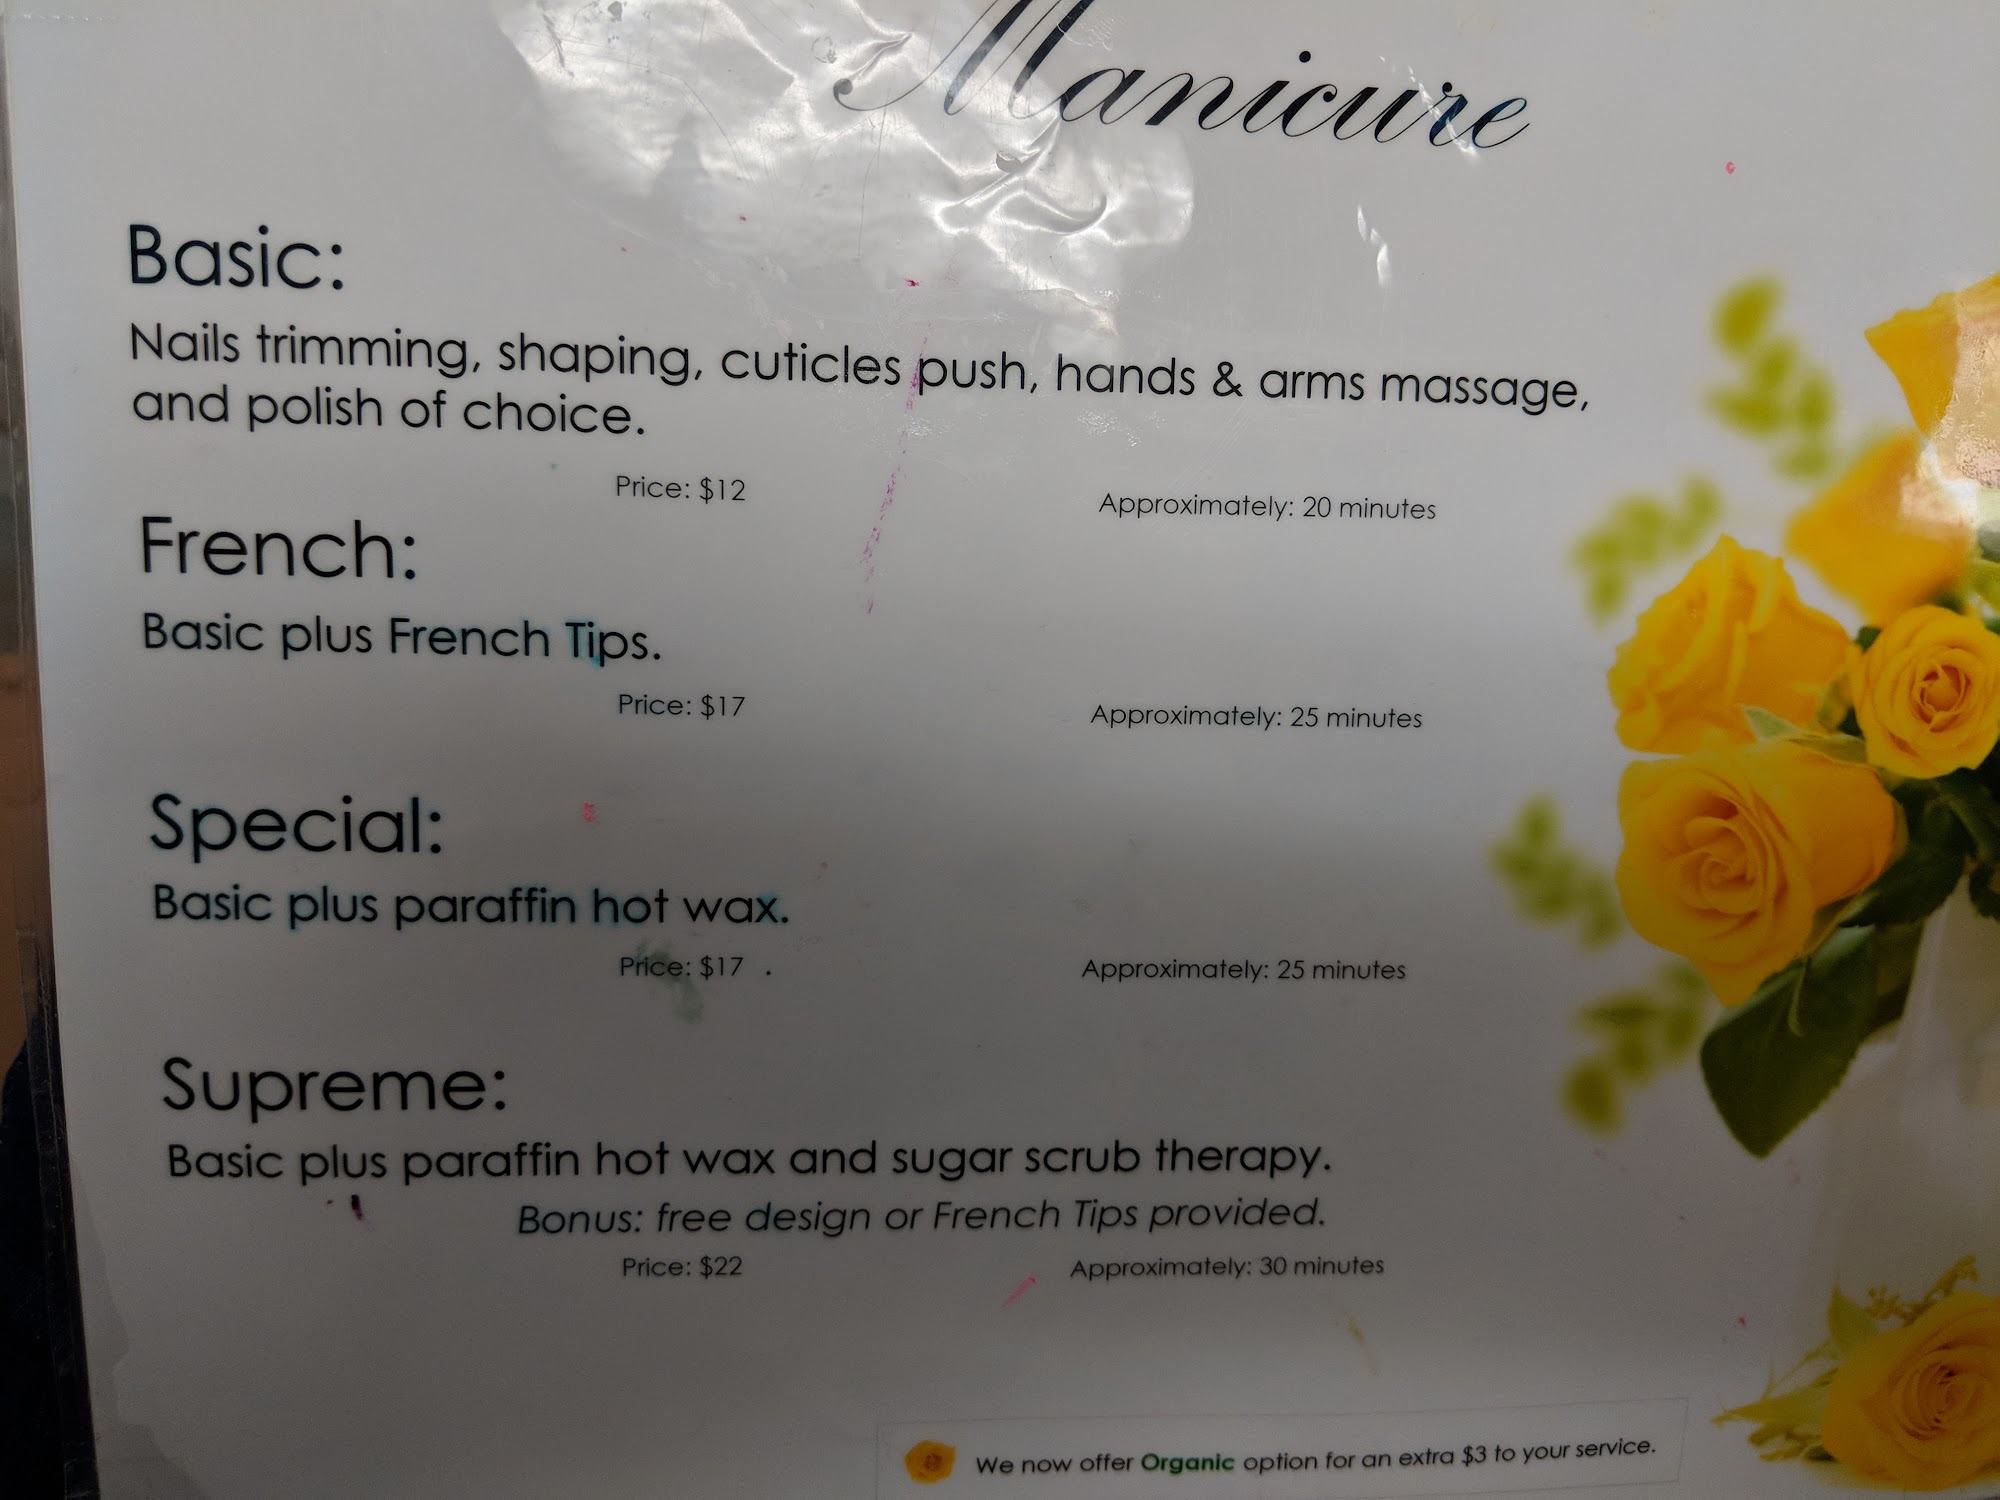 Manicure
Basic:
Nails trimming, shaping, cuticles push, hands & arms massage,
and polish of choice.
Price: $12 Approximately: 20 minutes
French:
Basic plus French Tips.
Price: $17 Approximately: 25 minutes
Special:
Basic plus paraffin hot wax.
Price: $17 . Approximately: 25 minutes
Supreme:
Basic plus paraffin hot wax and sugar scrub therapy.
Bonus: free design or French Tips provided.
Price: $22 Approximately: 30 minutes
We now offer Organic option for an extra $3 to your service.